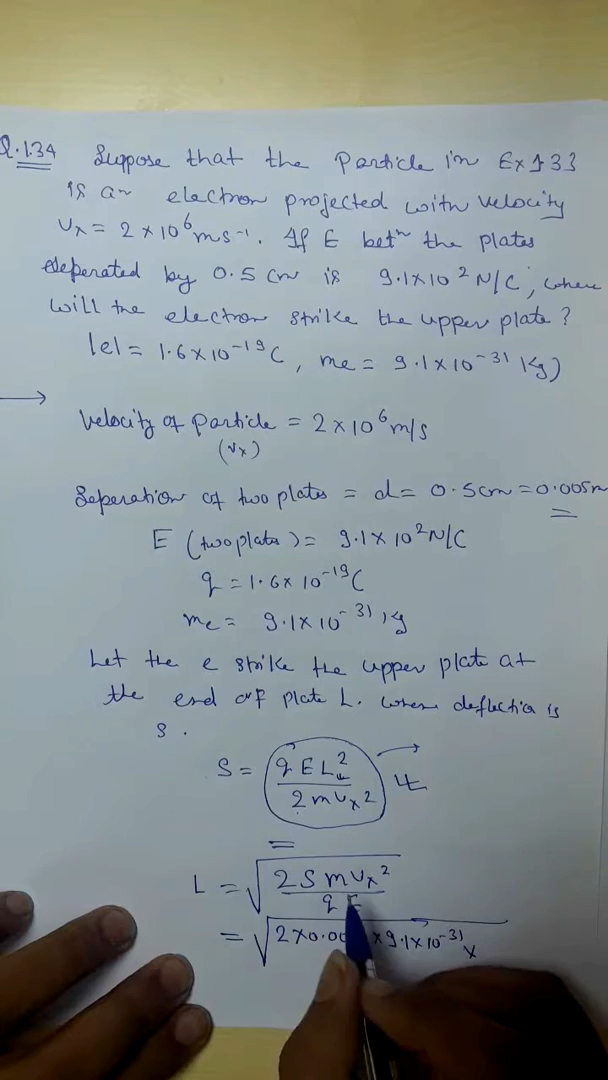 Q.1.34 Suppose that the Particle in Ex 1.33
is an electron projected with velocity
Vx = 2 × 10⁶ ms⁻¹. If E betⁿ the plates
seperated by 0.5 cm is 9.1 × 10² N/C, where
will the electron strike the upper plate?
|e| = 1.6 × 10⁻¹⁹ C, me = 9.1 × 10⁻³¹ Kg)
→ Velocity of Particle = 2 × 10⁶ m/s
(Vx)
Seperation of two plates = d = 0.5 cm = 0.005m
E (two plates) = 9.1 × 10² N/C
q = 1.6 × 10⁻¹⁹ C
me = 9.1 × 10⁻³¹ Kg
Let the e strike the upper plate at
the end of plate L. where deflection is
S.
S = qEL²/2mvx² →
L = √(2Smvx²/qE)
= √(2 × 0.00 × 9.1 × 10⁻³¹ ×